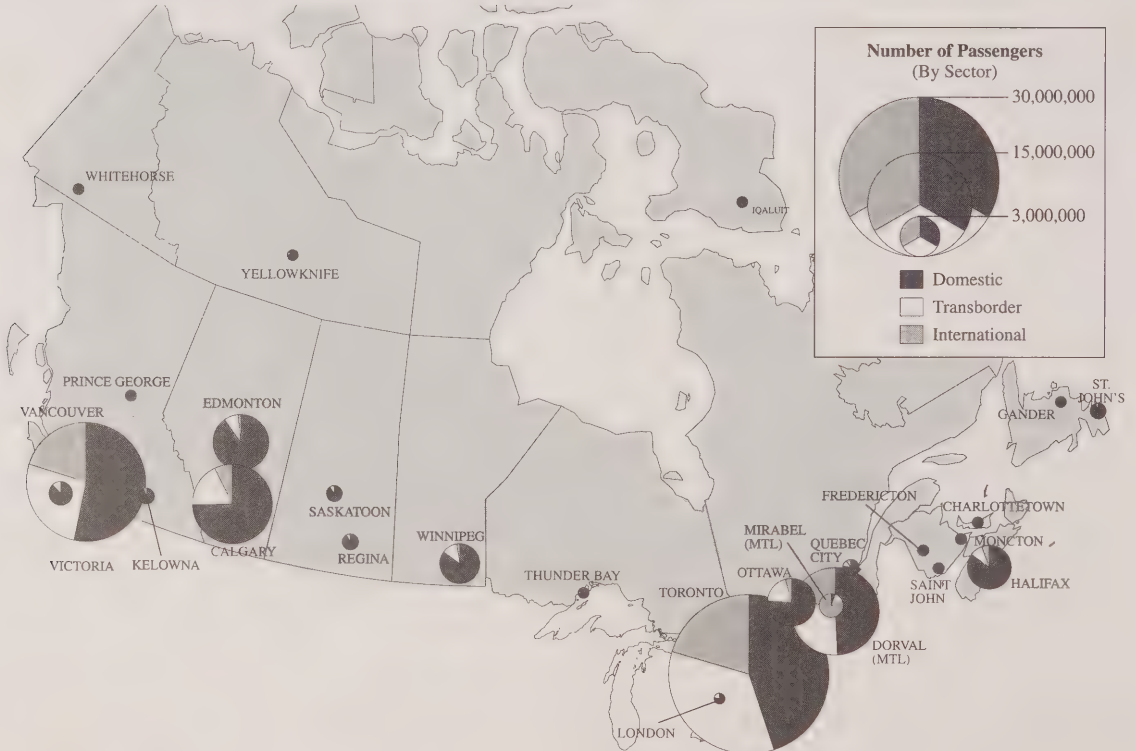 Number of Passengers
(By Sector)
30,000,000
15,000,000
3,000,000
Domestic
Transborder
International
WHITEHORSE
YELLOWKNIFE
IQALUIT
PRINCE GEORGE
VANCOUVER
EDMONTON
VICTORIA
KELOWNA
CALGARY
SASKATOON
REGINA
WINNIPEG
THUNDER BAY
TORONTO
LONDON
OTTAWA
MIRABEL
(MTL)
QUEBEC
CITY
DORVAL
(MTL)
FREDERICTON
SAINT
JOHN
CHARLOTTETOWN
MONCTON
HALIFAX
GANDER
ST.
JOHN'S